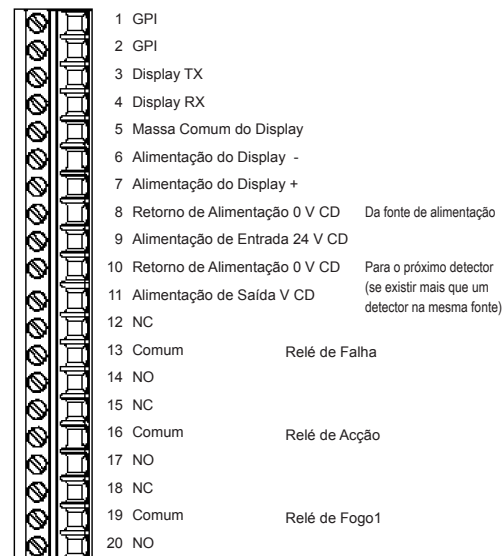 1 GPI
2 GPI
3 Display TX
4 Display RX
5 Massa Comum do Display
6 Alimentação do Display -
7 Alimentação do Display +
8 Retorno de Alimentação 0 V CD Da fonte de alimentação
9 Alimentação de Entrada 24 V CD
10 Retorno de Alimentação 0 V CD Para o próximo detector
(se existir mais que um
11 Alimentação de Saída V CD
detector na mesma fonte)
12 NC
13 Comum Relé de Falha
14 NO
15 NC
16 Comum Relé de Acção
17 NO
18 NC
19 Comum Relé de Fogo1
20 NO